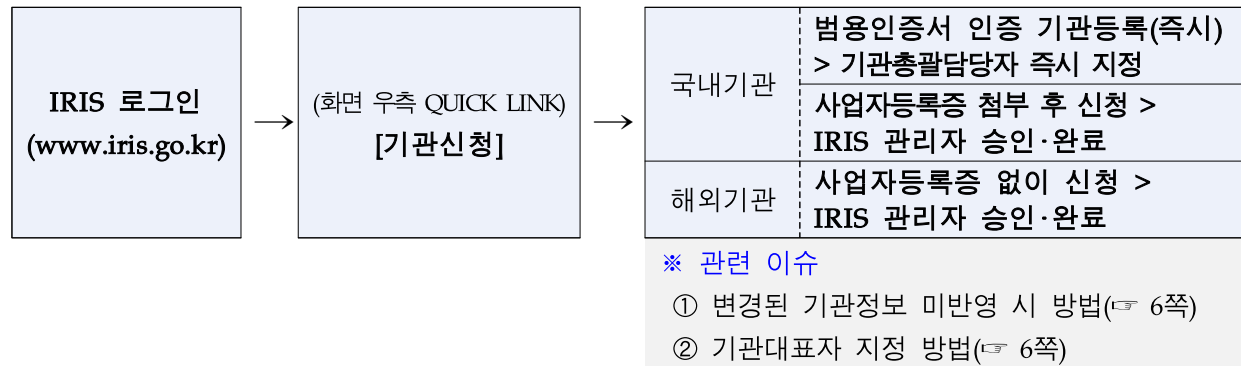 IRIS 로그인
(www.iris.go.kr)
→
(화면 우측 QUICK LINK)
[기관신청]
→
국내기관
범용인증서 인증 기관등록(즉시)
> 기관총괄담당자 즉시 지정
사업자등록증 첨부 후 신청 >
IRIS 관리자 승인·완료
해외기관
사업자등록증 없이 신청 >
IRIS 관리자 승인·완료
※ 관련 이슈
① 변경된 기관정보 미반영 시 방법(☞ 6쪽)
② 기관대표자 지정 방법(☞ 6쪽)